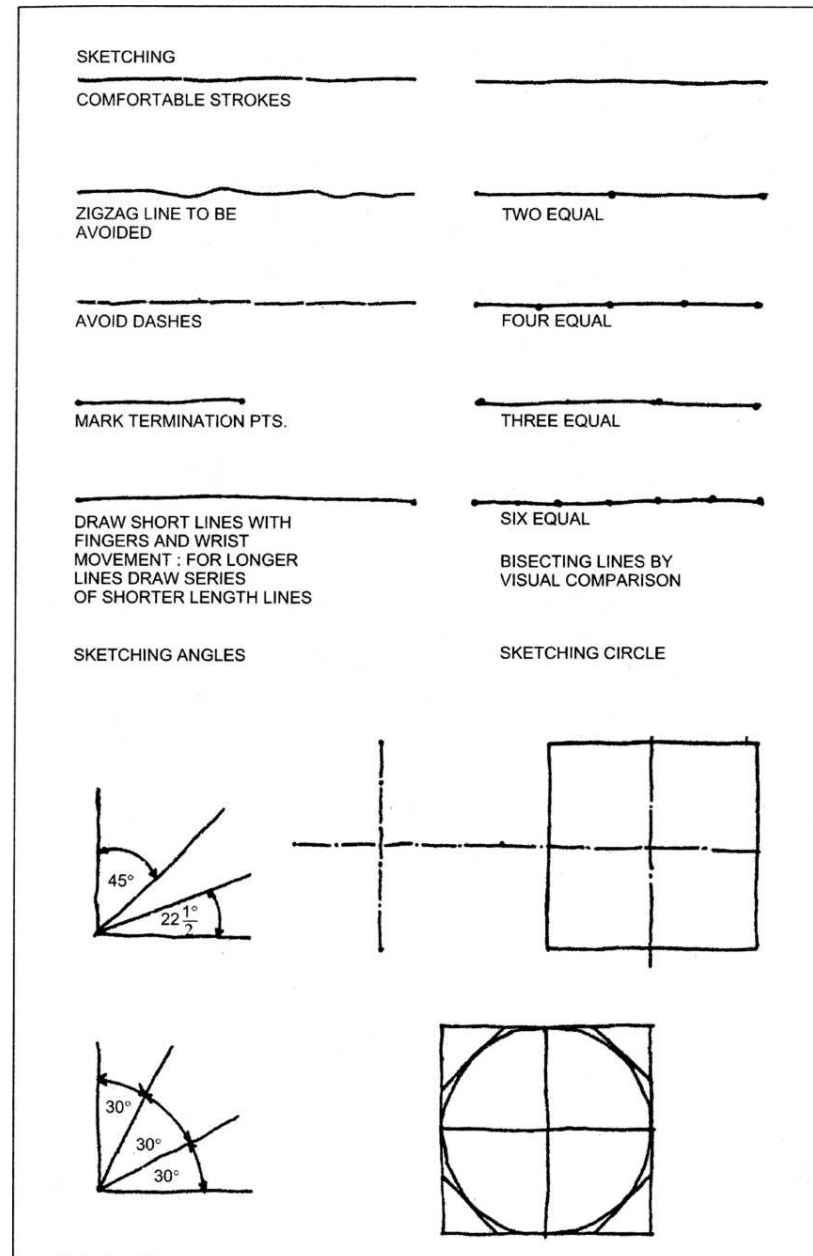 SKETCHING
COMFORTABLE STROKES
ZIGZAG LINE TO BE
AVOIDED
TWO EQUAL
AVOID DASHES
FOUR EQUAL
MARK TERMINATION PTS.
THREE EQUAL
DRAW SHORT LINES WITH
FINGERS AND WRIST
MOVEMENT : FOR LONGER
LINES DRAW SERIES
OF SHORTER LENGTH LINES
SIX EQUAL
BISECTING LINES BY
VISUAL COMPARISON
SKETCHING ANGLES
SKETCHING CIRCLE
45°
22 1°/2
30°
30°
30°